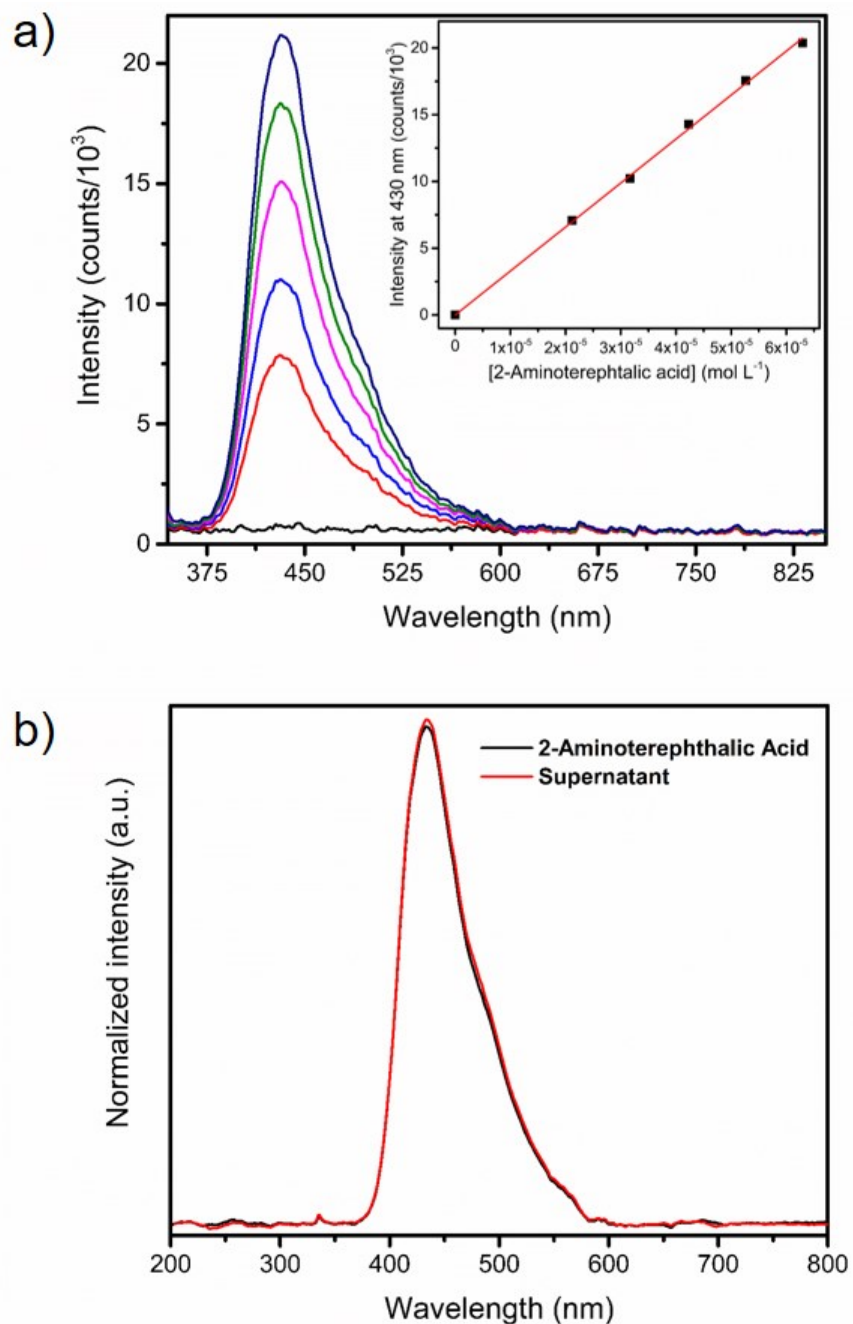 a)
Intensity (counts/10³)
20
15
10
5
0
375 450 525 600 675 750 825
Wavelength (nm)
Intensity at 430 nm (counts/10³)
20
15
10
5
0
0 1x10⁻⁵ 2x10⁻⁵ 3x10⁻⁵ 4x10⁻⁵ 5x10⁻⁵ 6x10⁻⁵
[2-Aminoterephtalic acid] (mol L⁻¹)
b)
Normalized intensity (a.u.)
2-Aminoterephthalic Acid
Supernatant
200 300 400 500 600 700 800
Wavelength (nm)